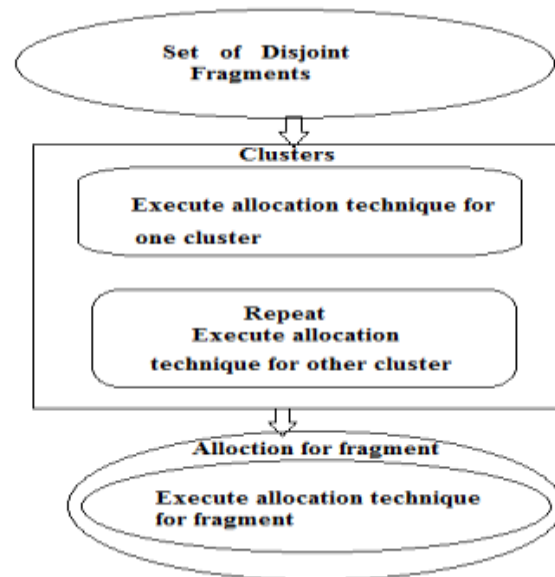 Set of Disjoint
Fragments
Clusters
Execute allocation technique for
one cluster
Repeat
Execute allocation
technique for other cluster
Alloction for fragment
Execute allocation technique
for fragment